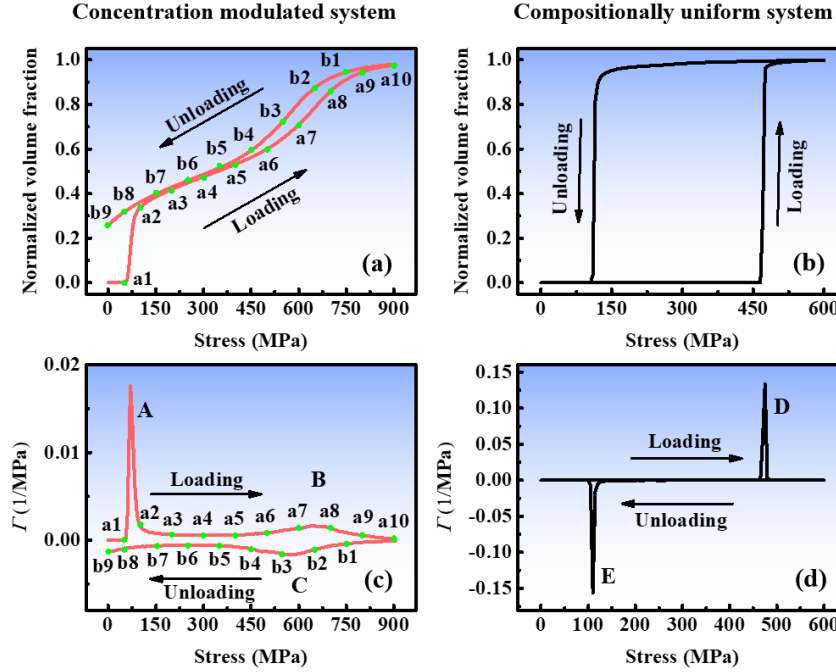 Concentration modulated system
Compositionally uniform system
Normalized volume fraction
1.0
0.8
0.6
0.4
0.2
0.0
b1
b2
b3
b4
b5
b6
b7
b8
b9
a1
a2
a3
a4
a5
a6
a7
a8
a9
a10
Unloading
Loading
(a)
0 150 300 450 600 750 900
Stress (MPa)
Normalized volume fraction
1.0
0.8
0.6
0.4
0.2
0.0
Unloading
Loading
(b)
0 150 300 450 600
Stress (MPa)
Γ (1/MPa)
0.02
0.01
0.00
A
Loading
B
a1 a2 a3 a4 a5 a6 a7 a8 a9 a10
b9 b8 b7 b6 b5 b4 b3 b2 b1
Unloading
C
(c)
0 150 300 450 600 750 900
Stress (MPa)
Γ (1/MPa)
0.15
0.10
0.05
0.00
-0.05
-0.10
-0.15
D
Loading
Unloading
E
(d)
0 100 200 300 400 500 600
Stress (MPa)